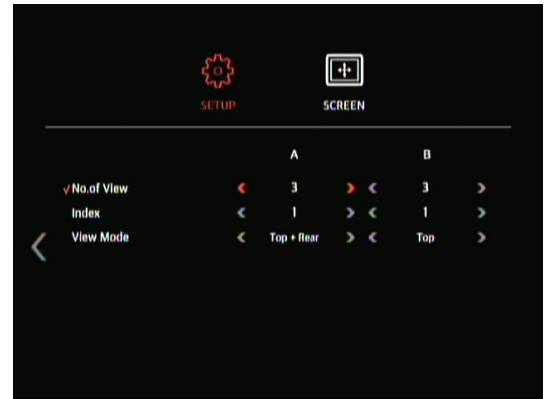 SETUP SCREEN
A B
√No.of View 3 3
Index 1 1
View Mode Top + Rear Top